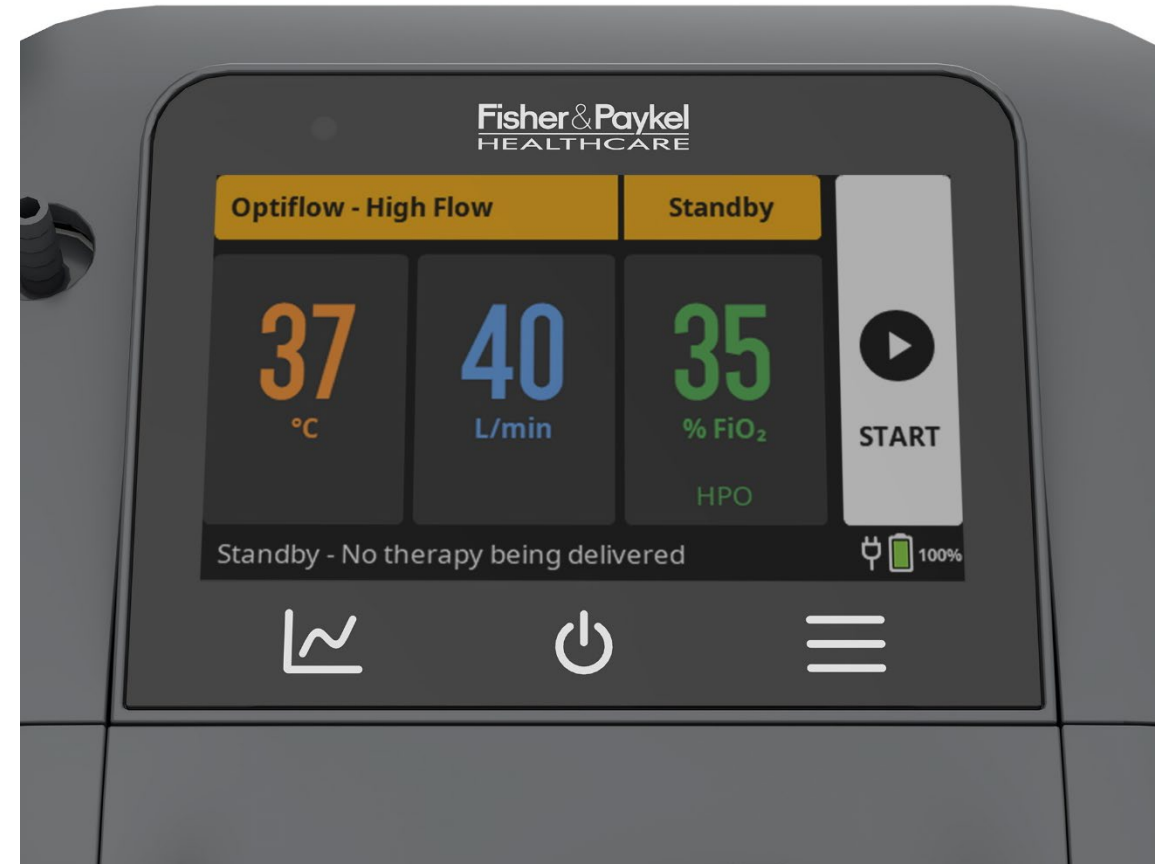 Fisher&Paykel
HEALTHCARE
Optiflow - High Flow
Standby
37
°C
40
L/min
35
% FiO₂
HPO
START
Standby - No therapy being delivered
100%